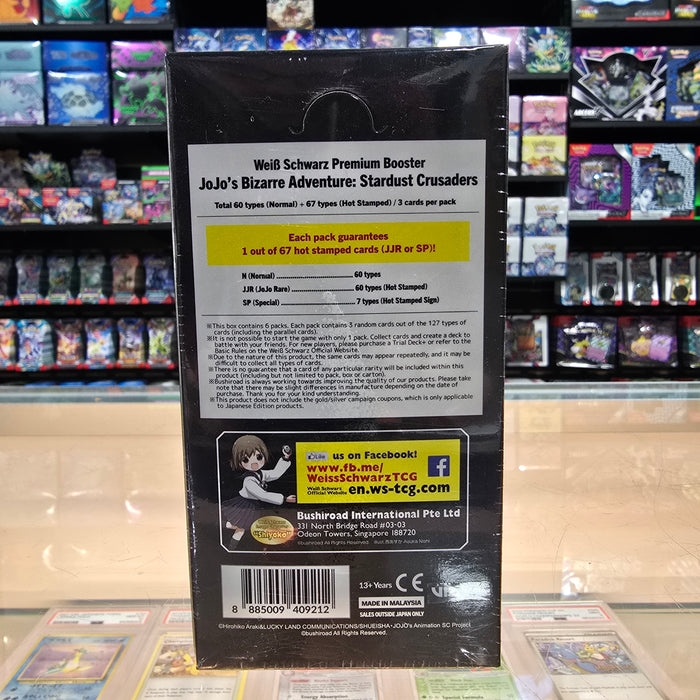 Weiß Schwarz Premium Booster
JoJo's Bizarre Adventure: Stardust Crusaders
Total 60 types (Normal) + 67 types (Hot Stamped) / 3 cards per pack
Each pack guarantees
1 out of 67 hot stamped cards (JJR or SP)!
N (Normal) 60 types
JJR (JoJo Rare) 60 types (Hot Stamped)
SP (Special) 7 types (Hot Stamped Sign)
※This box contains 6 packs. Each pack contains 3 random cards out of the 127 types of
cards (including the parallel cards).
※It is not possible to start the game with only 1 pack. Collect cards and create a deck to
battle with your friends. For new players, please purchase a Trial Deck+ or refer to the
Basic Rules on the Weiß Schwarz Official Website.
※Due to the nature of this product, the same cards may appear repeatedly, and it may be
difficult to collect all types of cards.
※There is no guarantee that a card of any particular rarity will be included within this
product (including but not limited to pack, box or carton).
※Bushiroad is always working towards improving the quality of our products. Please take
note that there may be slight differences in manufacture depending on the date of
purchase. Thank you for your kind understanding.
※This product does not include the gold/silver campaign coupons, which is only applicable
to Japanese Edition products.
Like us on Facebook!
www.fb.me/
WeissSchwarzTCG
Weiß Schwarz
Official Website en.ws-tcg.com
"Shiyoko"
Bushiroad International Pte Ltd
331 North Bridge Road #03-03
Odeon Towers, Singapore 188720
©bushiroad All Rights Reserved.
8 885009 409212
13+ Years CE
MADE IN MALAYSIA
SALES OUTSIDE JAPAN ONLY
©Hirohiko Araki&LUCKY LAND COMMUNICATIONS/SHUEISHA・JOJO's Animation SC Project
©bushiroad All Rights Reserved.
Energy Absorption